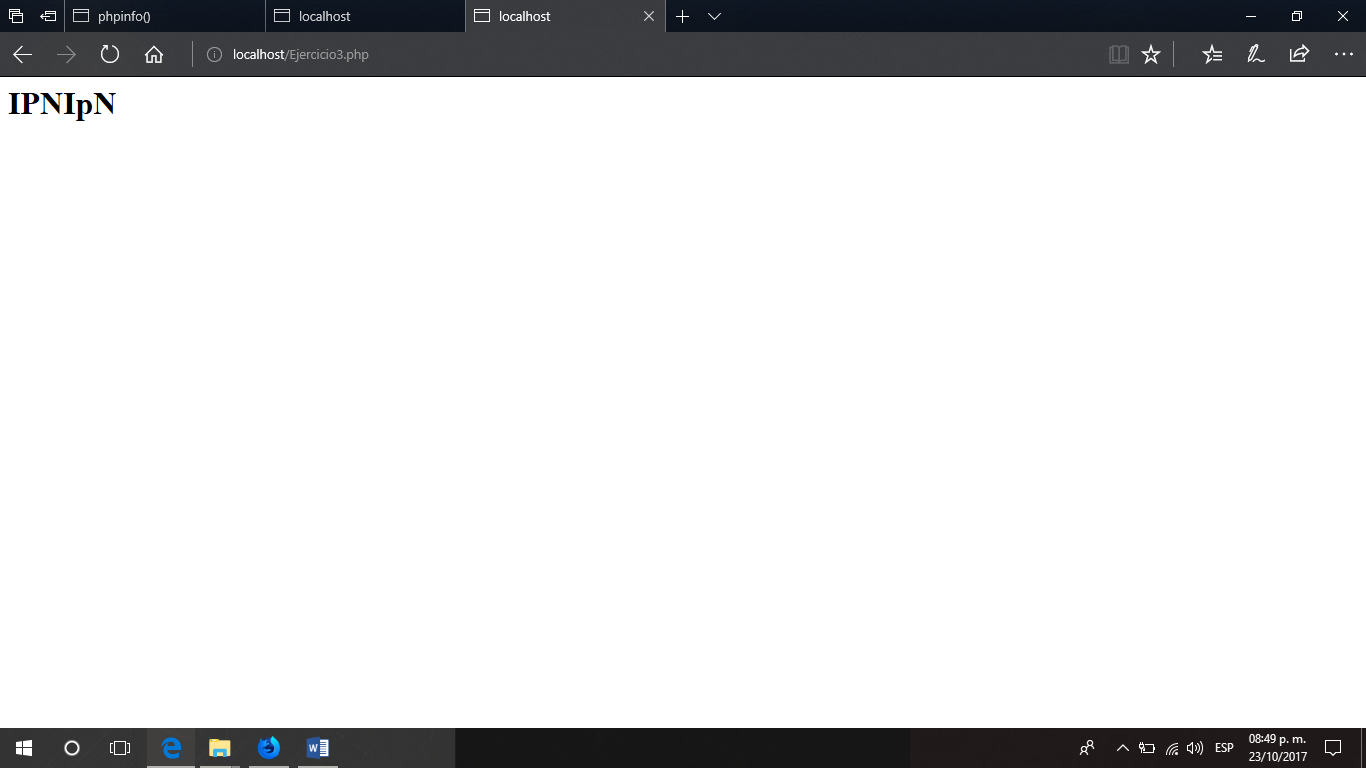 phpinfo()
localhost
localhost
localhost/Ejercicio3.php
IPNIpN
ESP
08:49 p. m.
23/10/2017